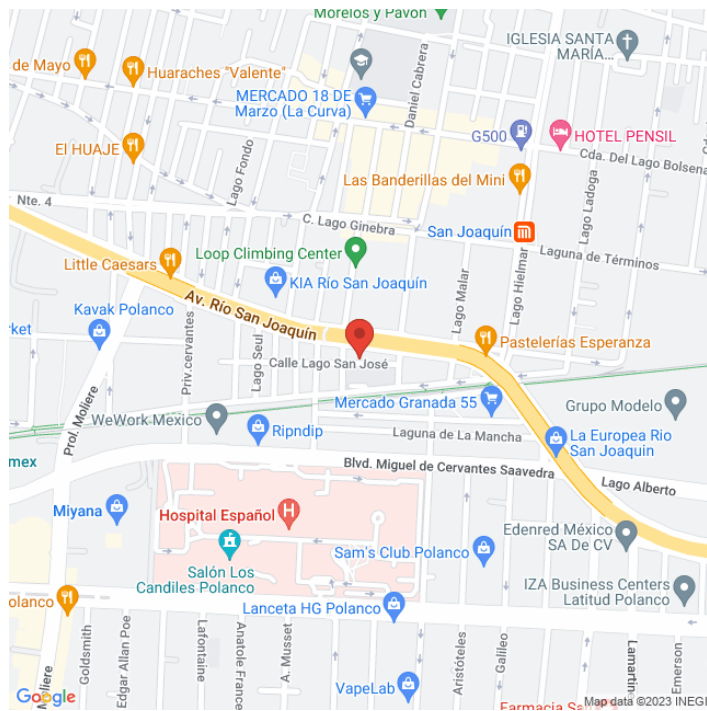 Morelos y Pavón
IGLESIA SANTA
MARÍA...
de Mayo
Huaraches "Valente"
Daniel Cabrera
MERCADO 18 DE
Marzo (La Curva)
G500
HOTEL PENSIL
El HUAJE
Cda. Del Lago Bolsena
Lago Fondo
Las Banderillas del Mini
Lago Ladoga
Nte. 4
C. Lago Ginebra
San Joaquín
Laguna de Términos
Loop Climbing Center
Little Caesars
KIA Río San Joaquín
Lago Hielmar
Lago Malar
Av. Río San Joaquín
Kavak Polanco
Priv.cervantes
Lago Seul
Pastelerías Esperanza
Calle Lago San José
Prol. Moliere
Mercado Granada 55
Grupo Modelo
WeWork Mexico
Ripndip
Laguna de La Mancha
La Europea Rio
San Joaquin
Blvd. Miguel de Cervantes Saavedra
Lago Alberto
Miyana
Hospital Español
Edenred México
SA De CV
Sam's Club Polanco
Salón Los
Candiles Polanco
IZA Business Centers
Latitud Polanco
Lanceta HG Polanco
Moliere
Goldsmith
Edgar Allan Poe
Lafontaine
Anatole France
A. Musset
Aristóteles
Galileo
Emerson
VapeLab
Google
Map data ©2023 INEGI